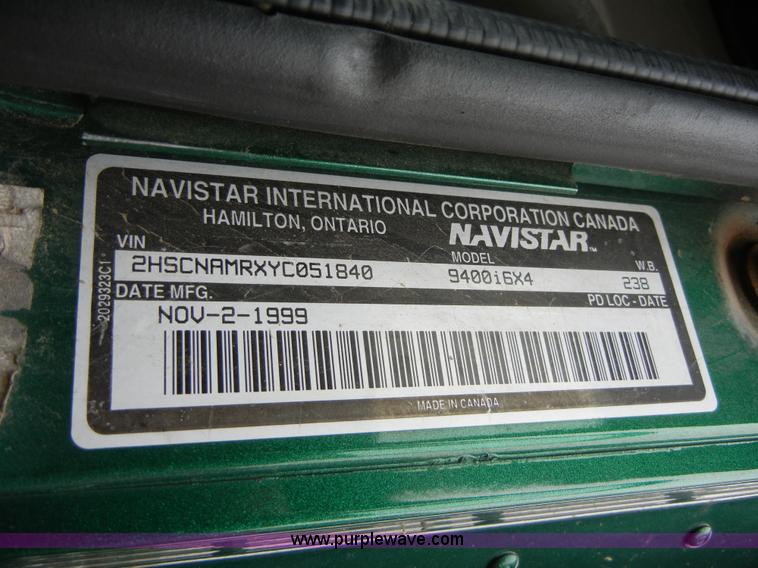 NAVISTAR INTERNATIONAL CORPORATION CANADA
HAMILTON, ONTARIO
NAVISTAR™
VIN MODEL W.B.
2HSCNAMRXYC051840 9400i6X4 238
DATE MFG. PD LOC - DATE
NOV-2-1999
MADE IN CANADA
2029323C1
www.purplewave.com